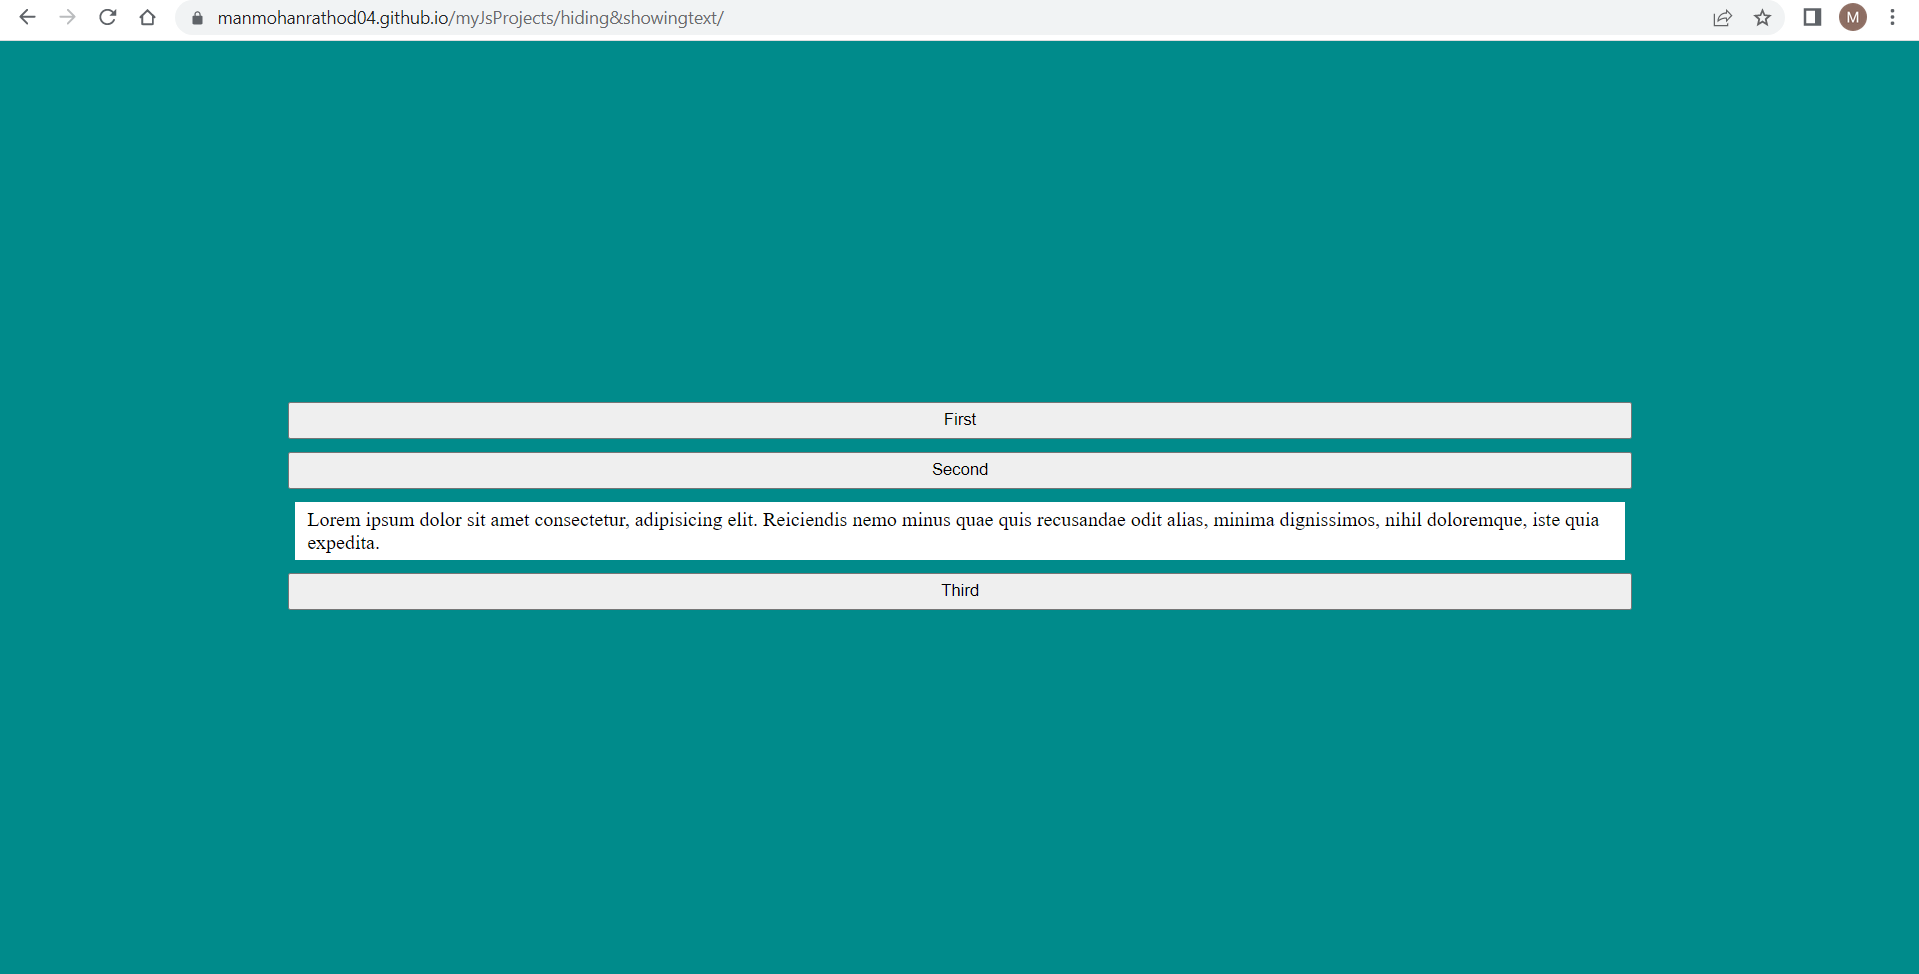 manmohanrathod04.github.io/myJsProjects/hiding&showingtext/
M
First
Second
Lorem ipsum dolor sit amet consectetur, adipisicing elit. Reiciendis nemo minus quae quis recusandae odit alias, minima dignissimos, nihil doloremque, iste quia
expedita.
Third